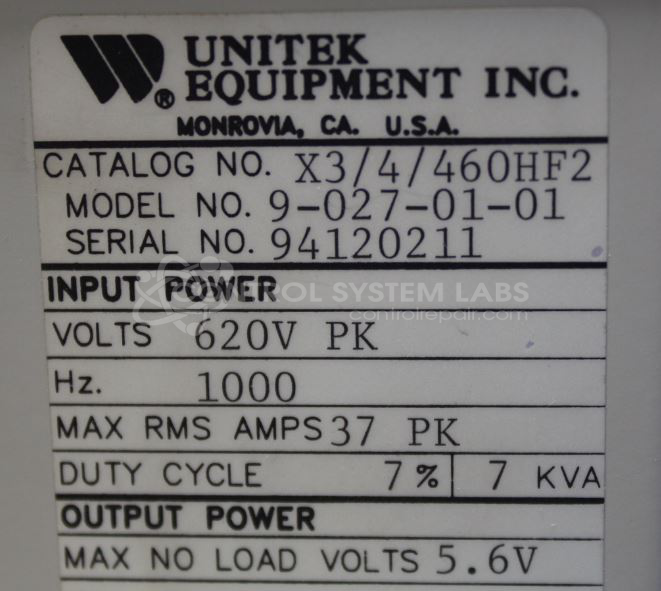 UNITEK
® EQUIPMENT INC.
MONROVIA, CA. U.S.A.
CATALOG NO. X3/4/460HF2
MODEL NO. 9-027-01-01
SERIAL NO. 94120211
INPUT POWER
CONTROL SYSTEM LABS
controlrepair.com
VOLTS 620V PK
Hz. 1000
MAX RMS AMPS 37 PK
DUTY CYCLE 7% 7 KVA
OUTPUT POWER
MAX NO LOAD VOLTS 5.6V